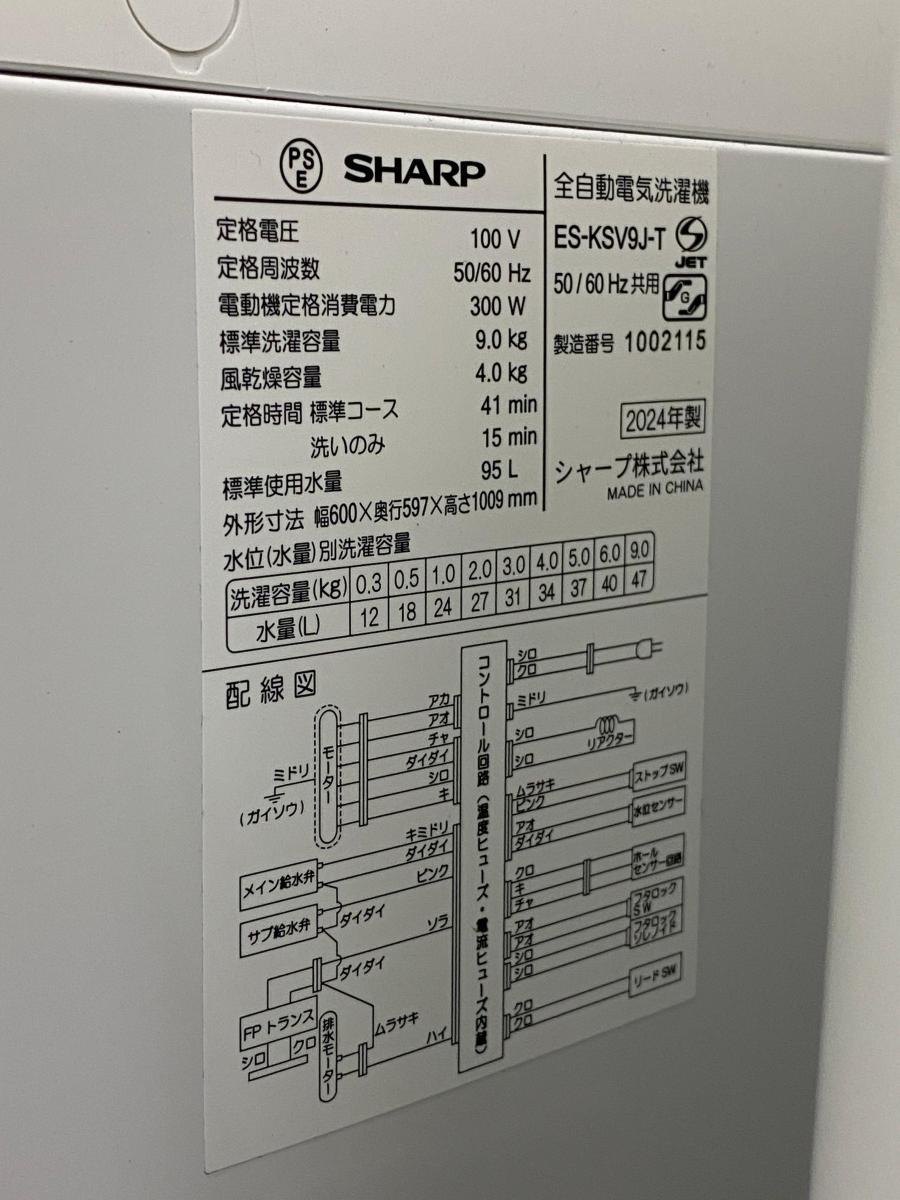 PSE SHARP
定格電圧 100 V
定格周波数 50/60 Hz
電動機定格消費電力 300 W
標準洗濯容量 9.0 kg
風乾燥容量 4.0 kg
定格時間 標準コース 41 min
洗いのみ 15 min
標準使用水量 95 L
外形寸法 幅600×奥行597×高さ1009 mm
全自動電気洗濯機
ES-KSV9J-T
JET
50/60 Hz 共用
G
製造番号 1002115
2024年製
シャープ株式会社
MADE IN CHINA
水位(水量)別洗濯容量
洗濯容量(kg) 0.3 0.5 1.0 2.0 3.0 4.0 5.0 6.0 9.0
水量(L) 12 18 24 27 31 34 37 40 47
配線図
モーター
ミドリ
(ガイソウ)
アカ
アオ
チャ
ダイダイ
シロ
キ
キミドリ
ダイダイ
ピンク
メイン給水弁
サブ給水弁
ダイダイ
ソラ
ダイダイ
FPトランス
シロ クロ
排水モーター
ムラサキ
ハイ
コントロール回路(温度ヒューズ・電流ヒューズ内蔵)
シロ
クロ
ミドリ
(ガイソウ)
シロ
リアクター
シロ
ムラサキ
ピンク
ストップSW
アオ
ダイダイ
水位センサー
クロ
キ
チャ
ホール
センサー回路
アオ
アオ
フタロック
SW
シロ
シロ
フタロック
ソレノイド
クロ
クロ
リードSW